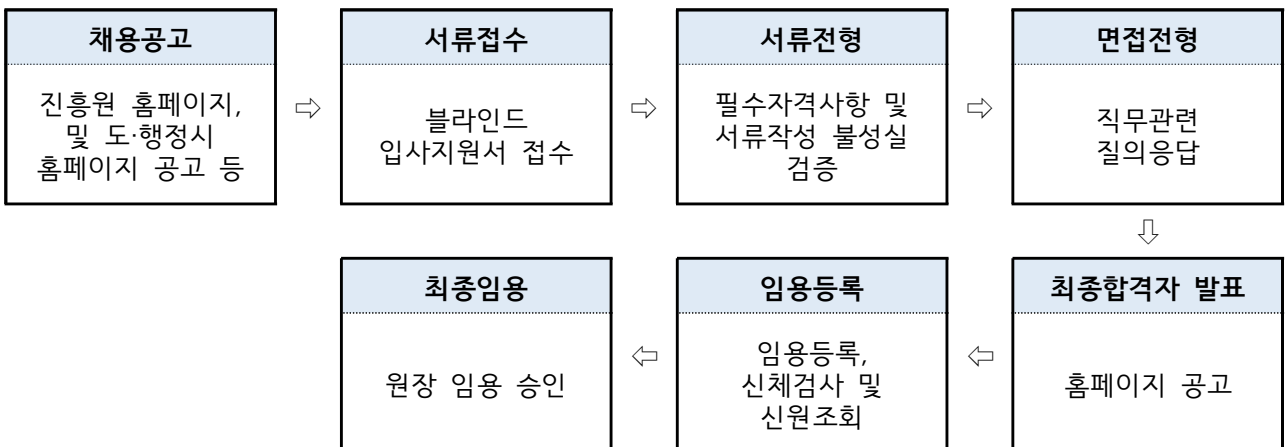 채용공고
진흥원 홈페이지,
및 도·행정시
홈페이지 공고 등
⇨
서류접수
블라인드
입사지원서 접수
⇨
서류전형
필수자격사항 및
서류작성 불성실
검증
⇨
면접전형
직무관련
질의응답
⇩
최종합격자 발표
홈페이지 공고
⇦
임용등록
임용등록,
신체검사 및
신원조회
⇦
최종임용
원장 임용 승인